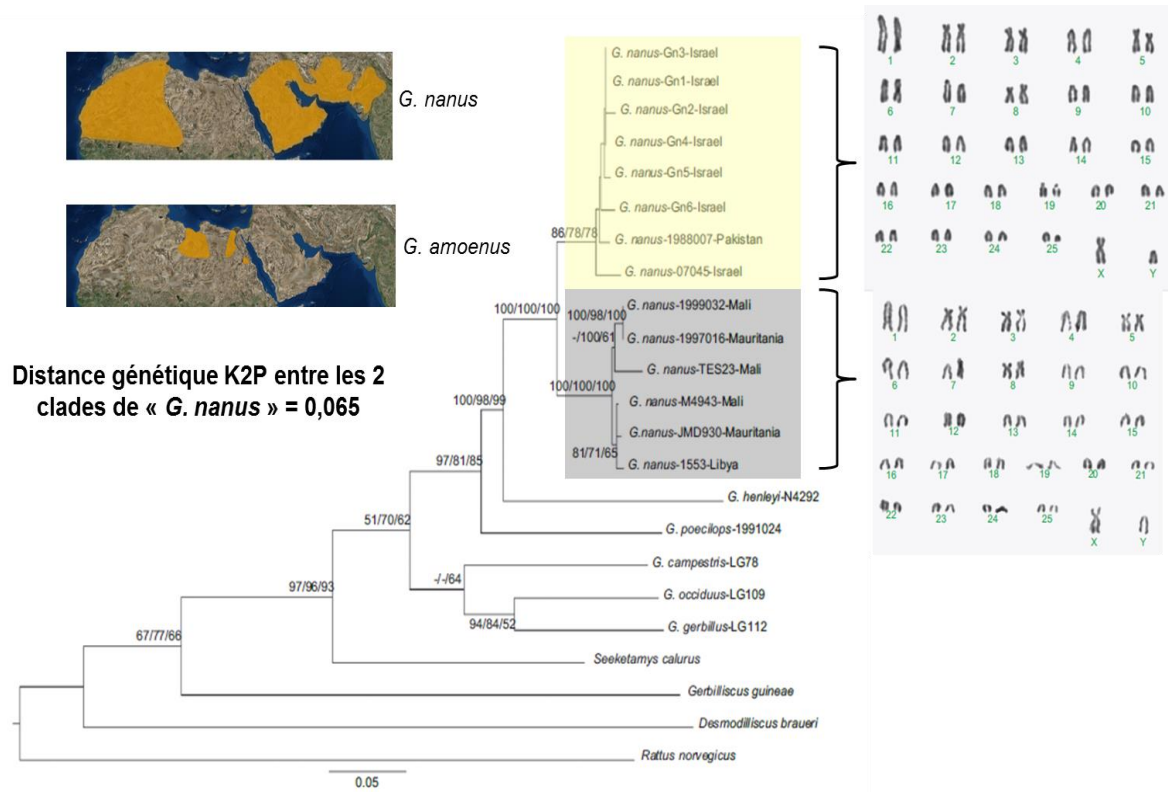 G. nanus
G. amoenus
Distance génétique K2P entre les 2
clades de « G. nanus » = 0,065
G. nanus-Gn3-Israel
G. nanus-Gn1-Israel
G. nanus-Gn2-Israel
G. nanus-Gn4-Israel
G. nanus-Gn5-Israel
G. nanus-Gn6-Israel
86/78/78
G. nanus-1988007-Pakistan
G. nanus-07045-Israel
100/100/100
G. nanus-1999032-Mali
100/98/100
G. nanus-1997016-Mauritania
-/100/61
G. nanus-TES23-Mali
100/100/100
G. nanus-M4943-Mali
G.nanus-JMD930-Mauritania
81/71/65
G. nanus-1553-Libya
100/98/99
G. henleyi-N4292
97/81/85
G. poecilops-1991024
51/70/62
G. campestris-LG78
-/-/64
G. occiduus-LG109
97/96/93
94/84/52
G. gerbillus-LG112
67/77/66
Seeketamys calurus
Gerbilliscus guineae
Desmodilliscus braueri
Rattus norvegicus
0.05
1 2 3 4 5
6 7 8 9 10
11 12 13 14 15
16 17 18 19 20 21
22 23 24 25 X Y
1 2 3 4 5
6 7 8 9 10
11 12 13 14 15
16 17 18 19 20 21
22 23 24 25 X Y